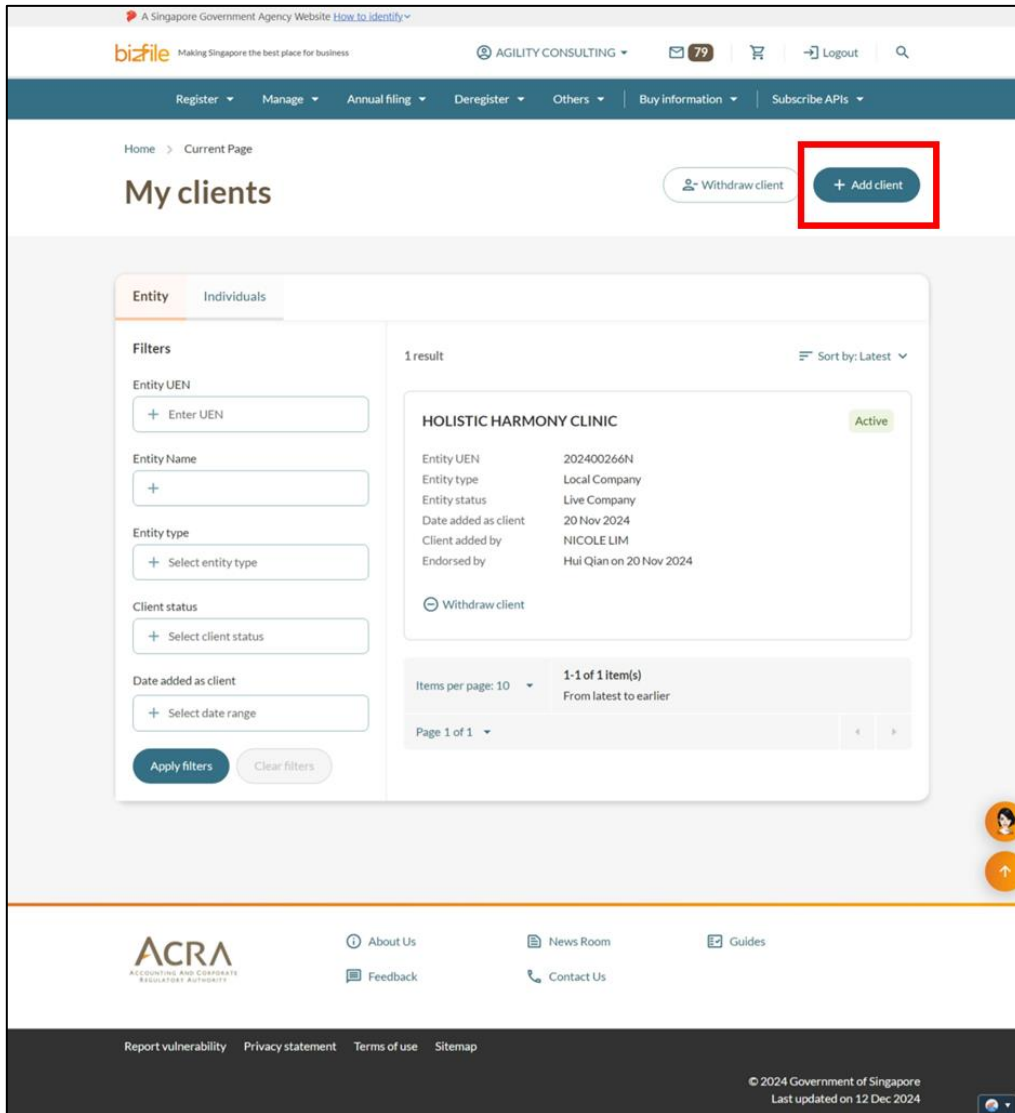 A Singapore Government Agency Website How to identify
bizfile Making Singapore the best place for business
AGILITY CONSULTING
79
Logout
Register
Manage
Annual filing
Deregister
Others
Buy information
Subscribe APIs
Home > Current Page
My clients
Withdraw client
+ Add client
Entity
Individuals
Filters
Entity UEN
+ Enter UEN
Entity Name
+
Entity type
+ Select entity type
Client status
+ Select client status
Date added as client
+ Select date range
Apply filters
Clear filters
1 result
Sort by: Latest
HOLISTIC HARMONY CLINIC
Active
Entity UEN 202400266N
Entity type Local Company
Entity status Live Company
Date added as client 20 Nov 2024
Client added by NICOLE LIM
Endorsed by Hui Qian on 20 Nov 2024
Withdraw client
Items per page: 10
1-1 of 1 item(s)
From latest to earlier
Page 1 of 1
ACRA
ACCOUNTING AND CORPORATE
REGULATORY AUTHORITY
About Us
News Room
Guides
Feedback
Contact Us
Report vulnerability Privacy statement Terms of use Sitemap
© 2024 Government of Singapore
Last updated on 12 Dec 2024